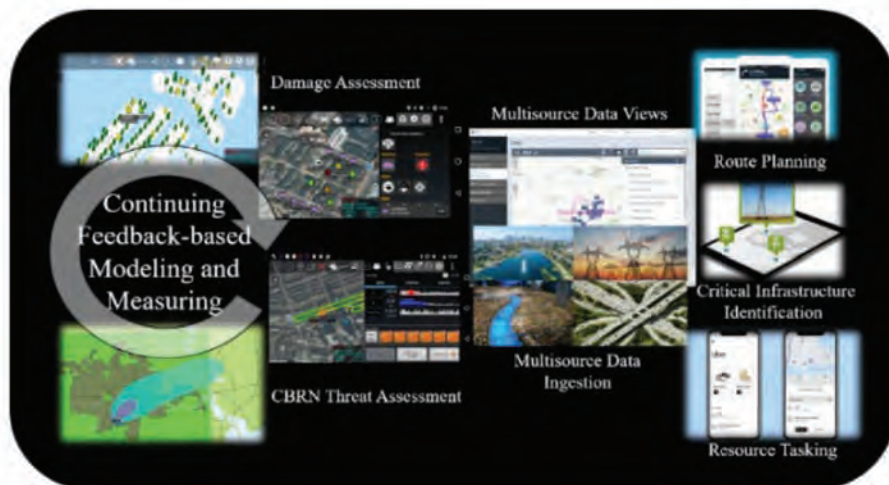 Damage Assessment
Multisource Data Views
Route Planning
Continuing
Feedback-based
Modeling and
Measuring
Critical Infrastructure
Identification
CBRN Threat Assessment
Multisource Data
Ingestion
Uber
Resource Tasking